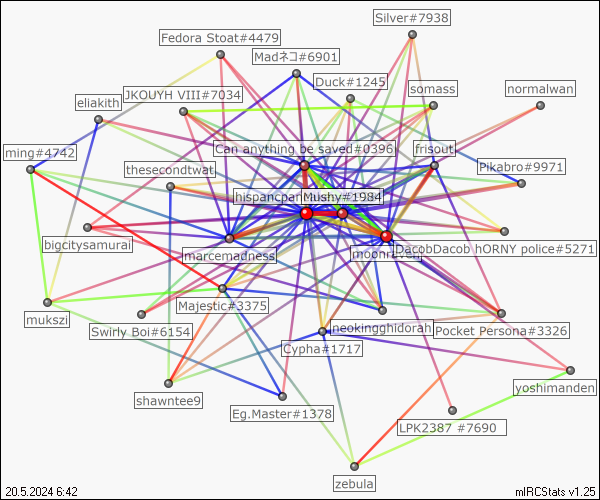 Silver#7938
Fedora Stoat#4479
Madネコ#6901
Duck#1245
somass
normalwan
JKOUYH VIII#7034
eliakith
Can anything be saved#0396
frisout
ming#4742
thesecondtwat
Pikabro#9971
Mushy#1984
bigcitysamurai
marcemadness
DacobDacob hORNY police#5271
Majestic#3375
mukszi
Swirly Boi#6154
neokingghidorah
Pocket Persona#3326
Cypha#1717
yoshimanden
shawntee9
Eg.Master#1378
LPK2387 #7690
zebula
20.5.2024 6:42
mIRCStats v1.25